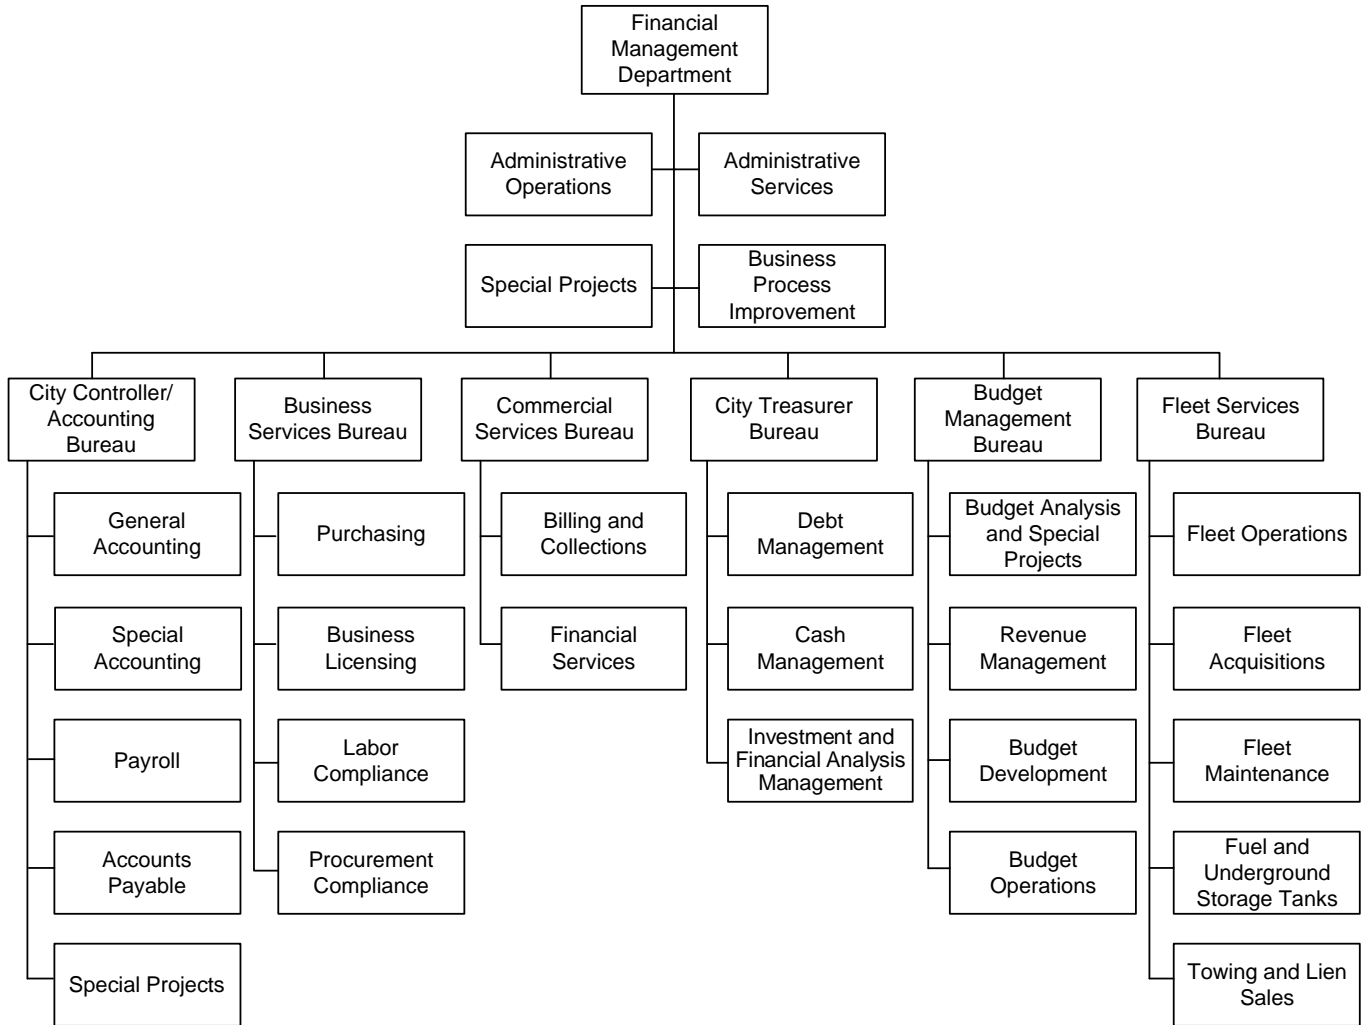 Financial
Management
Department
Administrative
Operations
Administrative
Services
Special Projects
Business
Process
Improvement
City Controller/
Accounting
Bureau
Business
Services Bureau
Commercial
Services Bureau
City Treasurer
Bureau
Budget
Management
Bureau
Fleet Services
Bureau
General
Accounting
Purchasing
Billing and
Collections
Debt
Management
Budget Analysis
and Special
Projects
Fleet Operations
Special
Accounting
Business
Licensing
Financial
Services
Cash
Management
Revenue
Management
Fleet
Acquisitions
Payroll
Labor
Compliance
Investment and
Financial Analysis
Management
Budget
Development
Fleet
Maintenance
Accounts
Payable
Procurement
Compliance
Budget
Operations
Fuel and
Underground
Storage Tanks
Special Projects
Towing and Lien
Sales